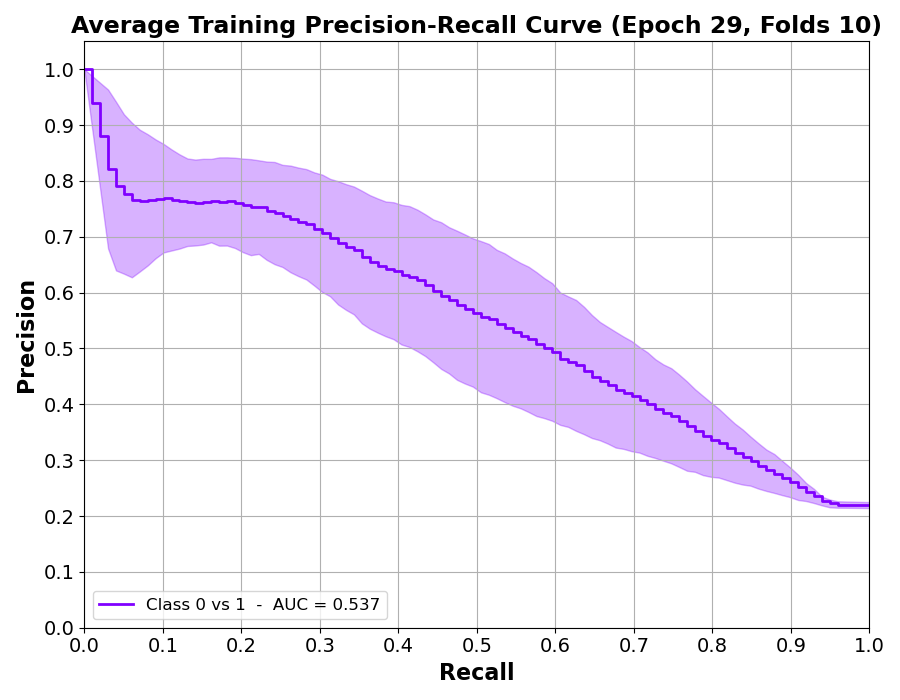 Average Training Precision-Recall Curve (Epoch 29, Folds 10)
Precision
1.0
0.9
0.8
0.7
0.6
0.5
0.4
0.3
0.2
0.1
0.0
Class 0 vs 1 - AUC = 0.537
0.0 0.1 0.2 0.3 0.4 0.5 0.6 0.7 0.8 0.9 1.0
Recall